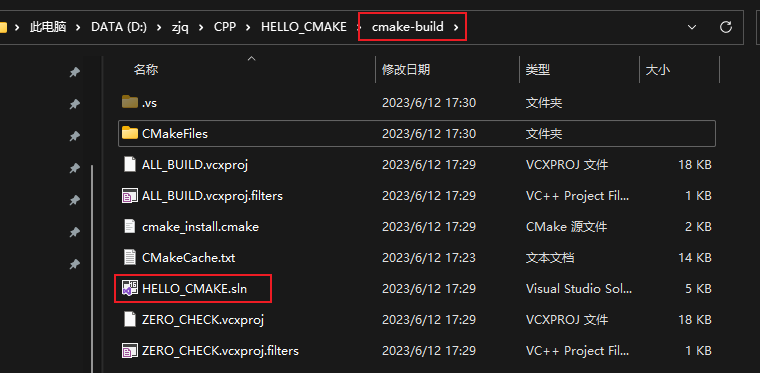 此电脑 > DATA (D:) > zjq > CPP > HELLO_CMAKE > cmake-build >
名称 修改日期 类型 大小
.vs 2023/6/12 17:30 文件夹
CMakeFiles 2023/6/12 17:30 文件夹
ALL_BUILD.vcxproj 2023/6/12 17:29 VCXPROJ 文件 18 KB
ALL_BUILD.vcxproj.filters 2023/6/12 17:29 VC++ Project Fil... 1 KB
cmake_install.cmake 2023/6/12 17:29 CMake 源文件 2 KB
CMakeCache.txt 2023/6/12 17:23 文本文档 14 KB
HELLO_CMAKE.sln 2023/6/12 17:29 Visual Studio Sol... 5 KB
ZERO_CHECK.vcxproj 2023/6/12 17:29 VCXPROJ 文件 18 KB
ZERO_CHECK.vcxproj.filters 2023/6/12 17:29 VC++ Project Fil... 1 KB